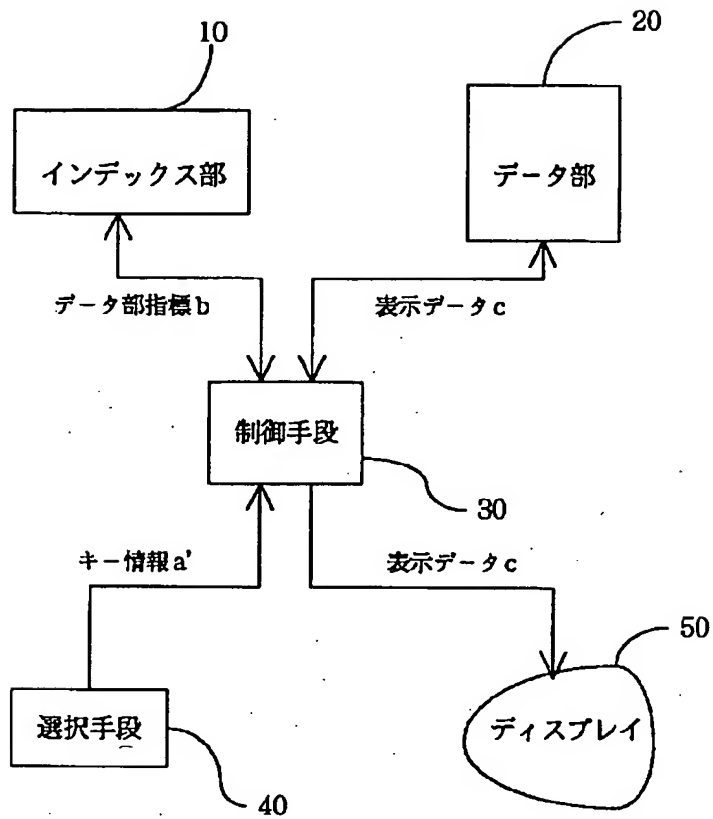 10
20
インデックス部
データ部
データ部指標b
表示データc
制御手段
30
キー情報a'
表示データc
50
選択手段
ディスプレイ
40